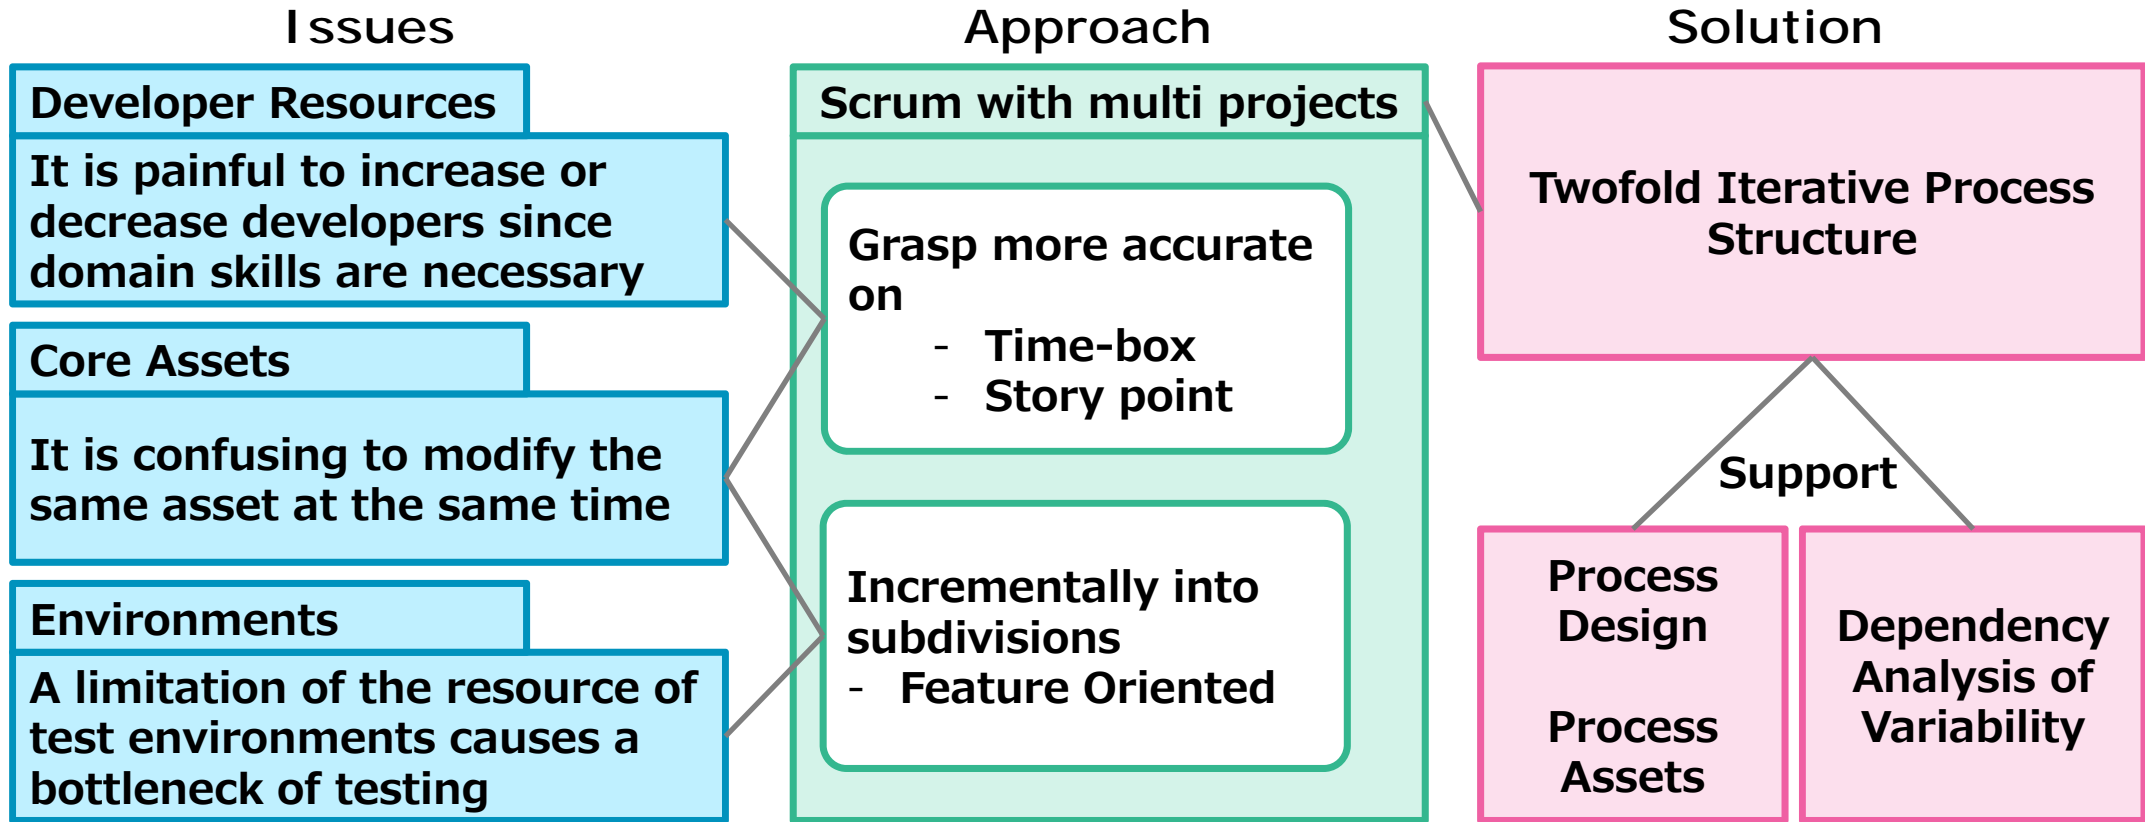 Issues
Developer Resources
It is painful to increase or
decrease developers since
domain skills are necessary
Core Assets
It is confusing to modify the
same asset at the same time
Environments
A limitation of the resource of
test environments causes a
bottleneck of testing
Approach
Scrum with multi projects
Grasp more accurate
on
- Time-box
- Story point
Incrementally into
subdivisions
- Feature Oriented
Solution
Twofold Iterative Process
Structure
Support
Process
Design
Process
Assets
Dependency
Analysis of
Variability